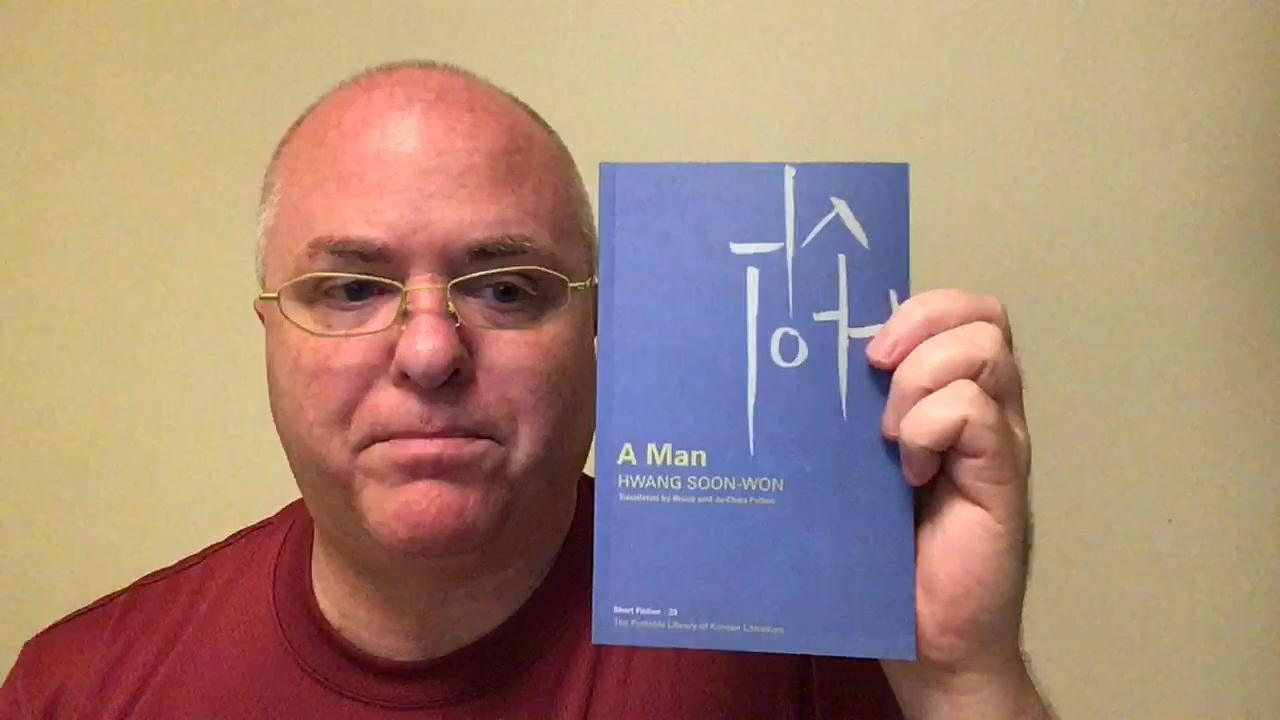 A Man
HWANG SOON-WON
Translated by Bruce and Ju-Chan Fulton
Short Fiction
The Portable Library of Korean Literature